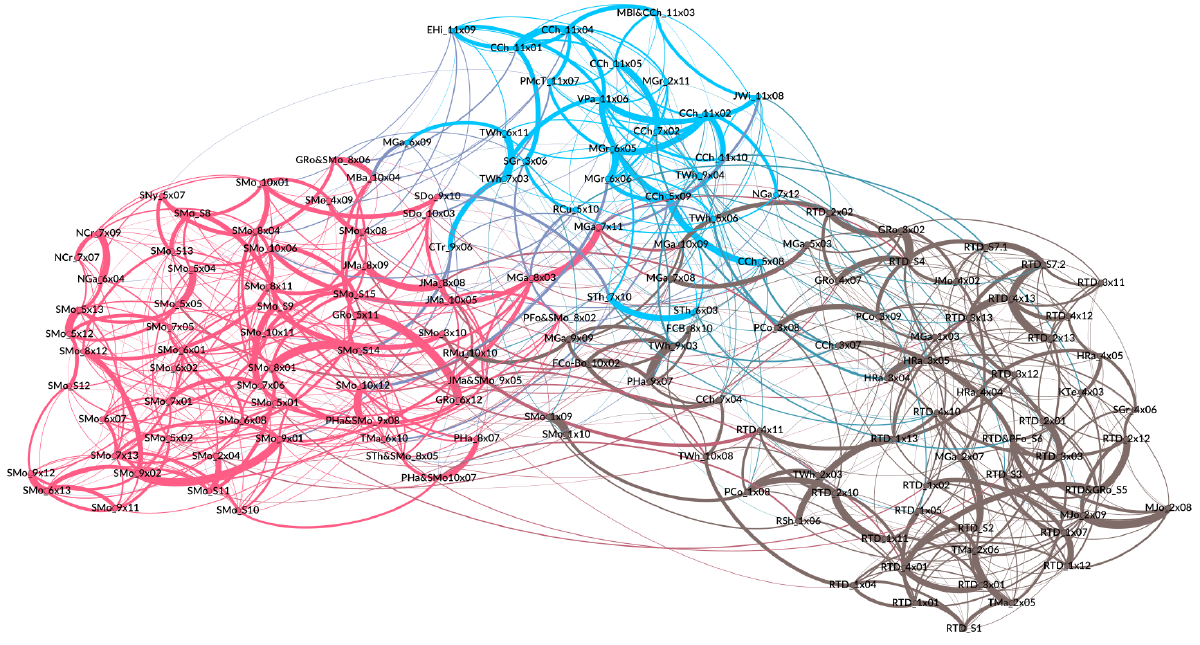 MBi&CCh_11x03
EHi_11x09
CCh_11x04
CCh_11x01
CCh_11x05
PMcT_11x07
MGr_2x11
VPa_11x06
JWi_11x08
CCh_11x02
TWh_6x11
CCh_7x02
MGa_6x09
MGr_6x05
GRo&SMo_8x06
SGr_3x06
CCh_11x10
MBa_10x04
TWh_7x03
MGr_6x06
TWh_9x04
SMo_10x01
SNy_5x07
SMo_4x09
SDo_9x10
CCh_5x09
NGa_7x12
SMo_S8
SDo_10x03
RCu_5x10
TWh_5x06
RTD_2x02
NCr_7x09
SMo_8x04
SMo_4x08
MGa_7x11
GRo_3x02
SMo_S13
SMo_10x06
CTr_9x06
MGa_10x09
MGa_5x03
RTD_S7.1
NCr_7x07
SMo_5x04
JMa_8x09
CCh_5x08
RTD_S4
RTD_S7.2
NGa_6x04
SMo_8x11
JMa_8x08
MGa_8x03
MGa_7x08
GRo_4x07
JMo_4x02
RTD_3x11
SMo_5x13
SMo_5x05
SMo_S9
SMo_S15
JMa_10x05
STh_7x10
RTD_4x13
GRo_5x11
PFo&SMo_8x02
STh_6x03
PCo_3x09
RTD_3x13
RTD_4x12
SMo_5x12
SMo_7x05
SMo_10x11
SMo_3x10
MGa_9x09
FCB_8x10
PCo_3x08
MGa_1x03
RTD_2x13
SMo_8x12
SMo_6x01
SMo_S14
RMu_10x10
TWh_9x03
CCh_3x07
HRa_3x05
HRa_4x05
SMo_6x02
SMo_8x01
FCo-Bo_10x02
HRa_3x04
RTD_3x12
SMo_S12
SMo_7x06
SMo_10x12
JMa&SMo_9x05
PHa_9x07
HRa_4x04
KTe_4x03
SMo_7x01
SMo_5x01
GRo_6x12
CCh_7x04
RTD_4x10
SGr_4x06
SMo_6x07
SMo_6x08
PHa&SMo_9x08
SMo_1x09
RTD_2x01
SMo_5x02
SMo_9x01
TMa_6x10
PHa_8x07
SMo_1x10
RTD_4x11
RTD_1x13
RTD&PFo_S6
RTD_2x12
SMo_7x13
SMo_2x04
STh&SMo_8x05
TWh_10x08
MGa_2x07
RTD_3x03
SMo_9x12
SMo_9x02
PHa&SMo10x07
TWh_2x03
RTD_S3
SMo_6x13
SMo_S11
PCo_1x08
RTD_2x10
RTD_1x02
RTD&GRo_S5
SMo_9x11
SMo_S10
RSh_1x06
RTD_1x05
MJo_2x09
MJo_2x08
RTD_1x11
RTD_S2
RTD_1x07
TMa_2x06
RTD_4x01
RTD_1x12
RTD_1x04
RTD_3x01
RTD_1x01
TMa_2x05
RTD_S1